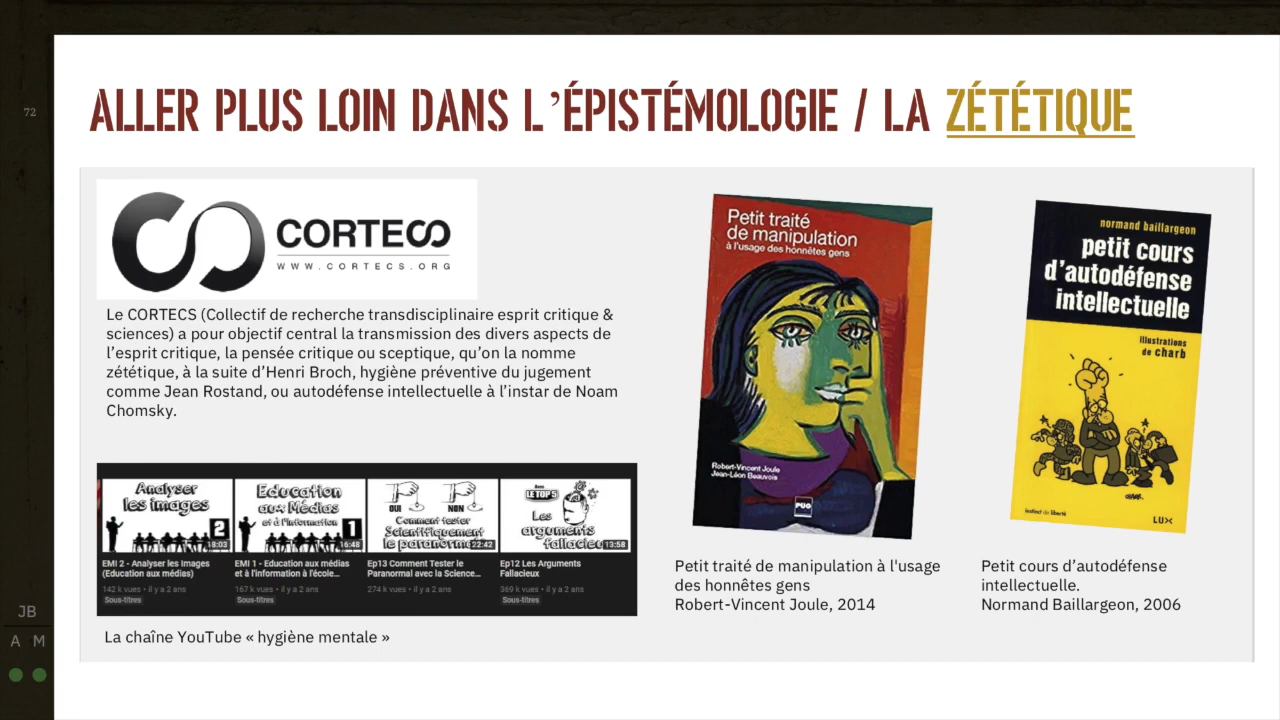 72
ALLER PLUS LOIN DANS L’ÉPISTÉMOLOGIE / LA ZÉTÉTIQUE
CORTECS
WWW.CORTECS.ORG
Le CORTECS (Collectif de recherche transdisciplinaire esprit critique &
sciences) a pour objectif central la transmission des divers aspects de
l’esprit critique, la pensée critique ou sceptique, qu’on la nomme
zététique, à la suite d’Henri Broch, hygiène préventive du jugement
comme Jean Rostand, ou autodéfense intellectuelle à l’instar de Noam
Chomsky.
Analyser
les images
2
18:03
EMI 2 - Analyser les Images
(Education aux médias)
142 k vues • il y a 2 ans
Sous-titres
Education
aux Médias
et à l'information
1
16:48
EMI 1 - Education aux médias
et à l'information à l'école...
167 k vues • il y a 2 ans
Sous-titres
OUI
NON
Comment tester
Scientifiquement
le paranormal
22:42
Ep13 Comment Tester le
Paranormal avec la Science...
274 k vues • il y a 2 ans
Avec
LE TOP 5
Les
arguments
fallacieux
13:58
Ep12 Les Arguments
Fallacieux
369 k vues • il y a 2 ans
Sous-titres
La chaîne YouTube « hygiène mentale »
Petit traité
de manipulation
à l'usage des honnêtes gens
Robert-Vincent Joule
Jean-Léon Beauvois
PUG
Petit traité de manipulation à l'usage
des honnêtes gens
Robert-Vincent Joule, 2014
normand baillargeon
petit cours
d’autodéfense
intellectuelle
illustrations
de charb
CHARB
instinct de liberté
LUX
Petit cours d’autodéfense
intellectuelle.
Normand Baillargeon, 2006
JB
A M